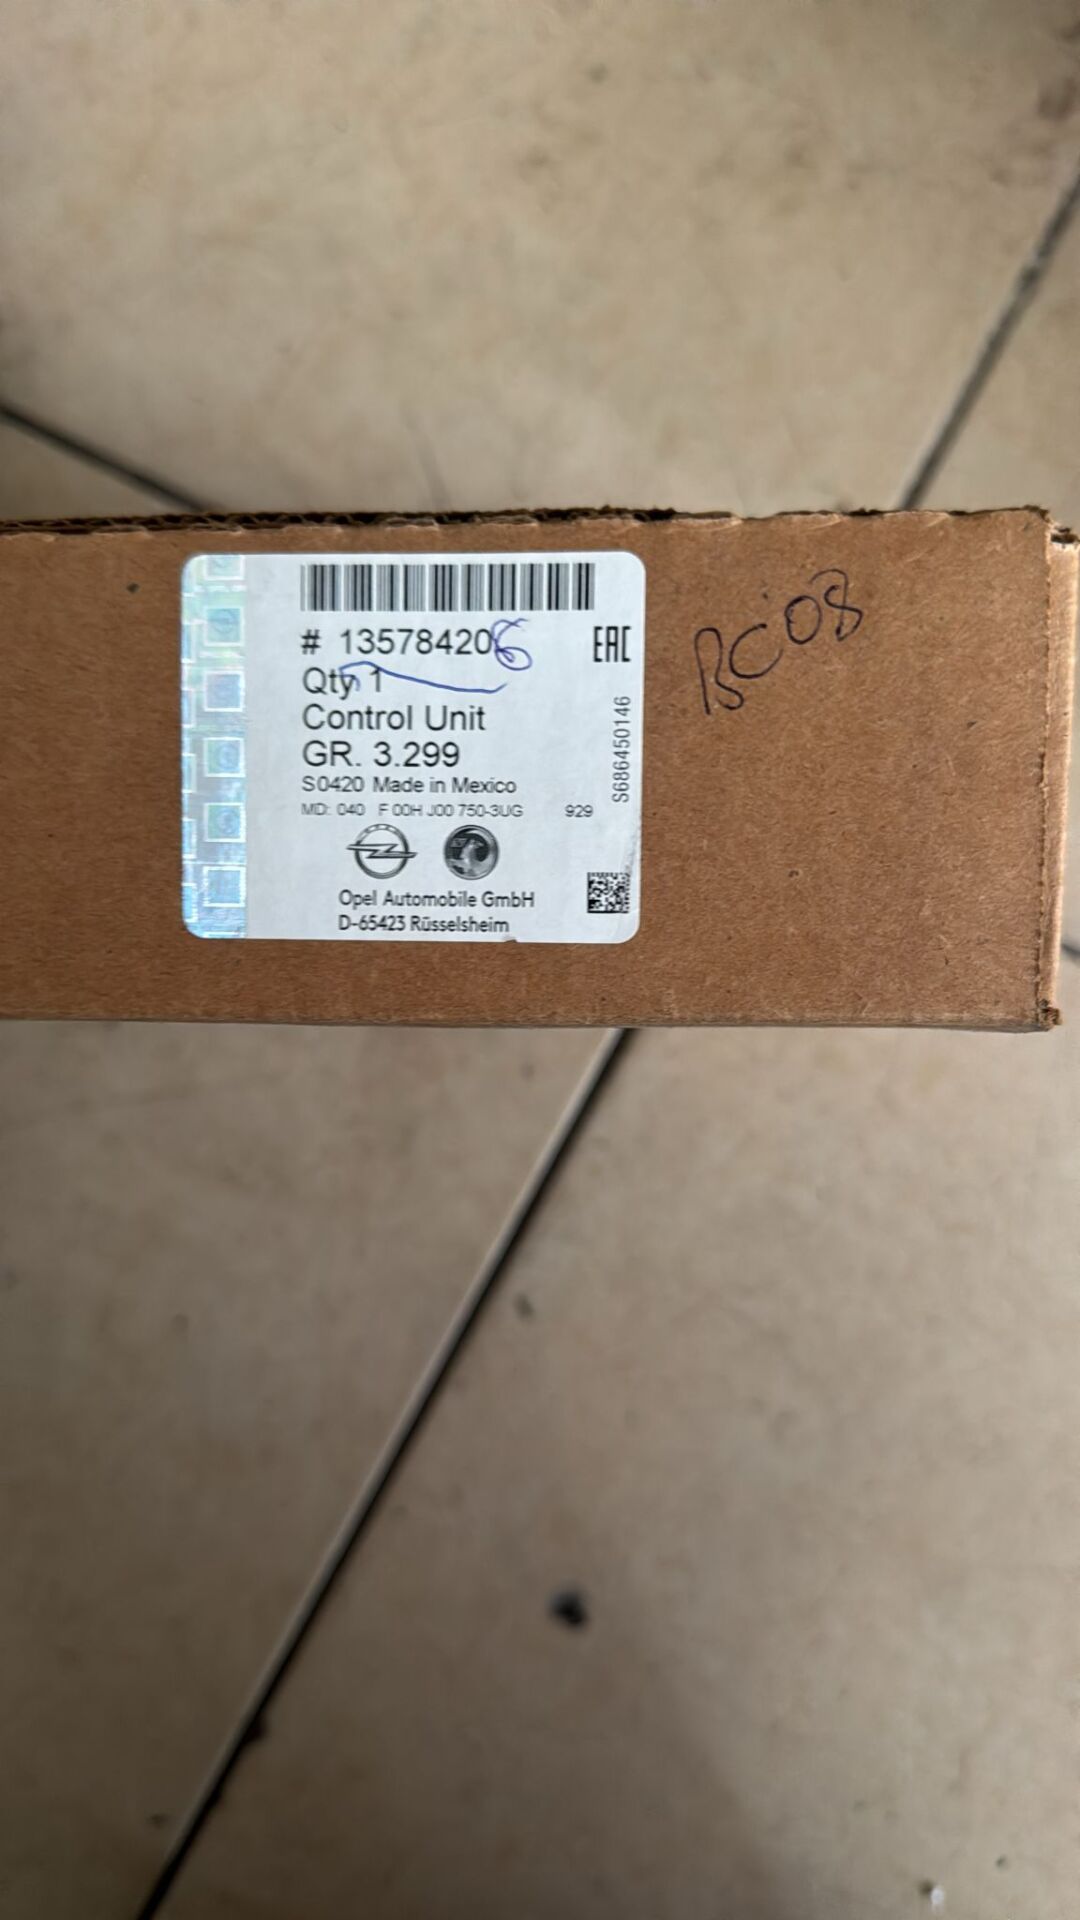 # 13578420
Qty 1
Control Unit
GR. 3.299
S0420 Made in Mexico
MD: 040 F 00H J00 750-3UG 929
Opel Automobile GmbH
D-65423 Rüsselsheim
EAC
S686450146
BC08